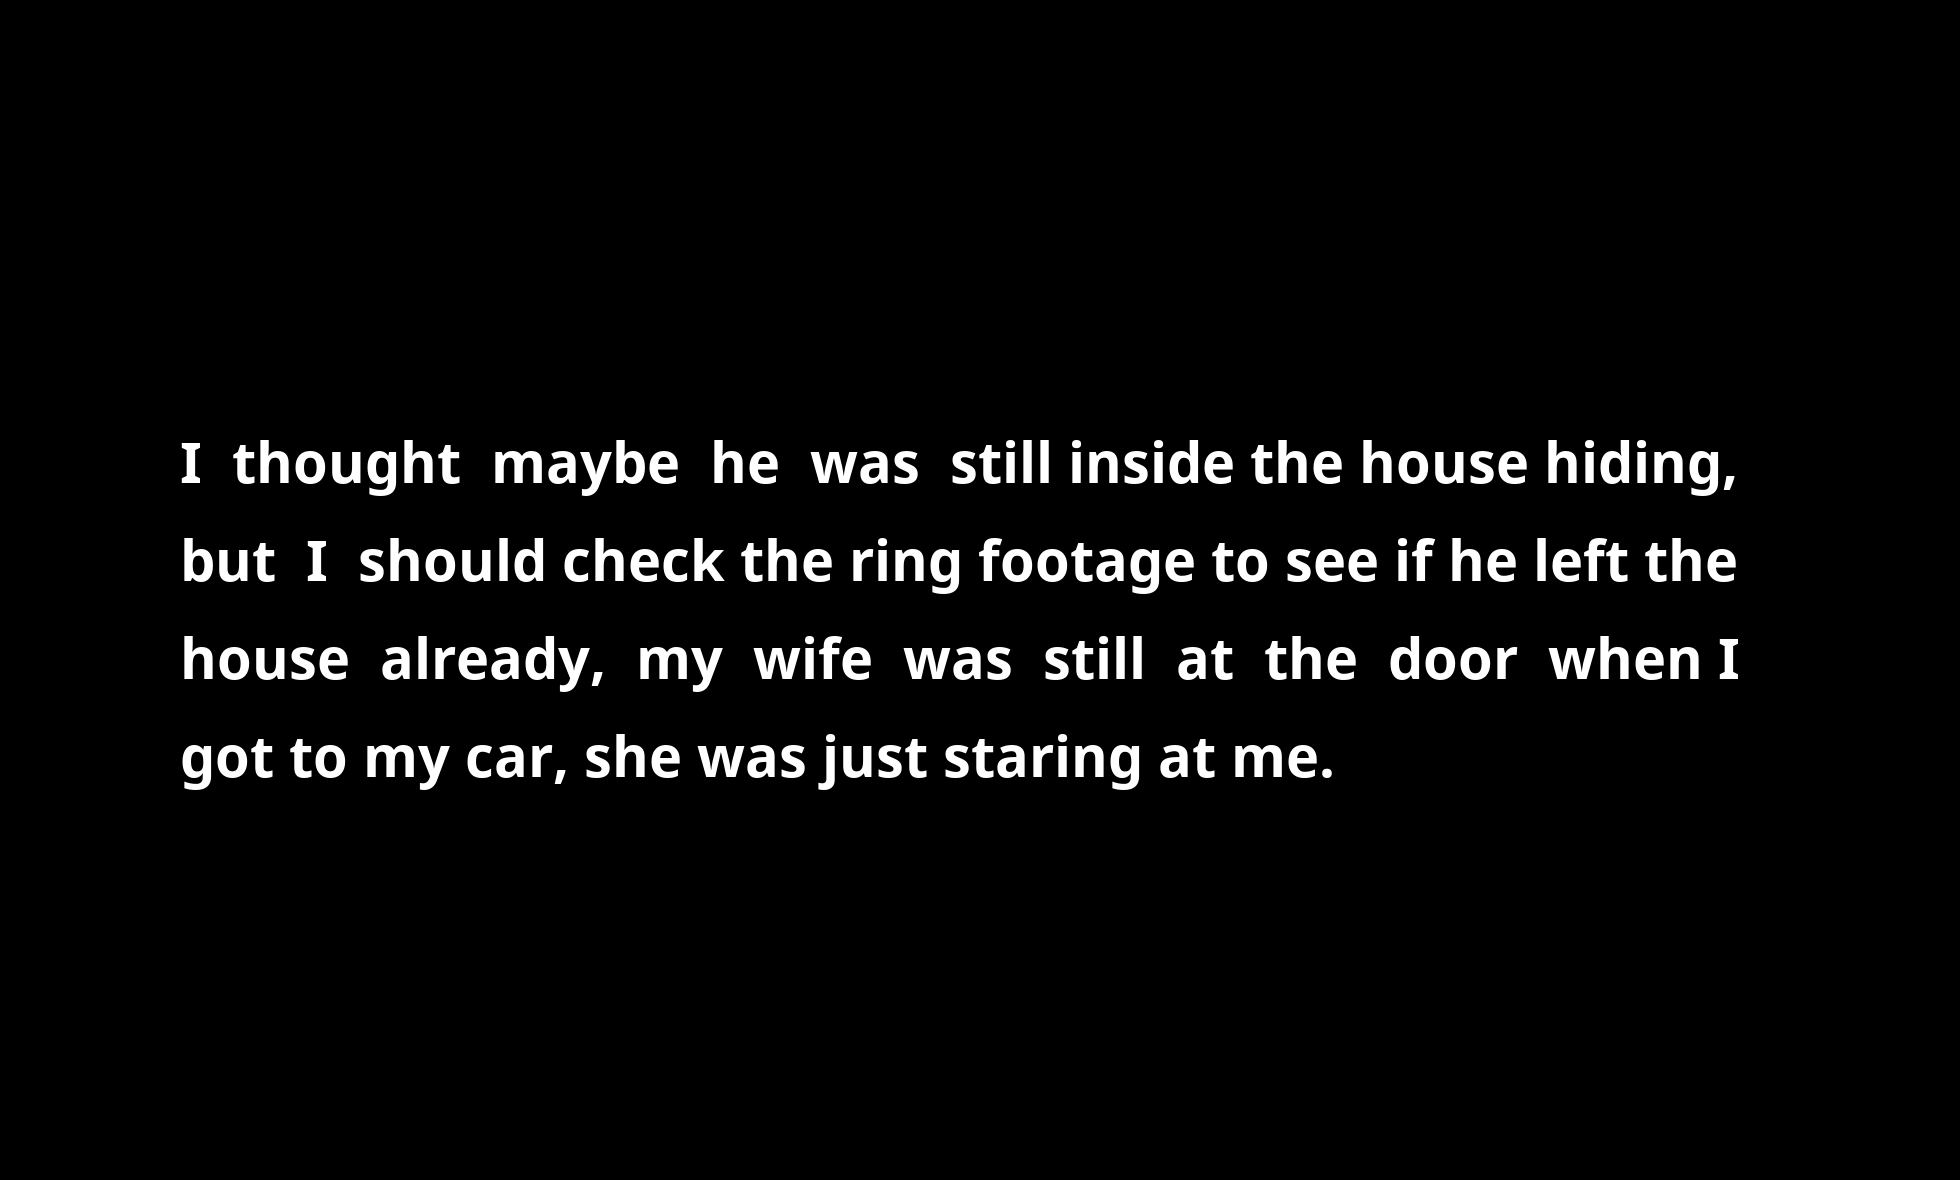 I thought maybe he was still inside the house hiding,
but I should check the ring footage to see if he left the
house already, my wife was still at the door when I
got to my car, she was just staring at me.